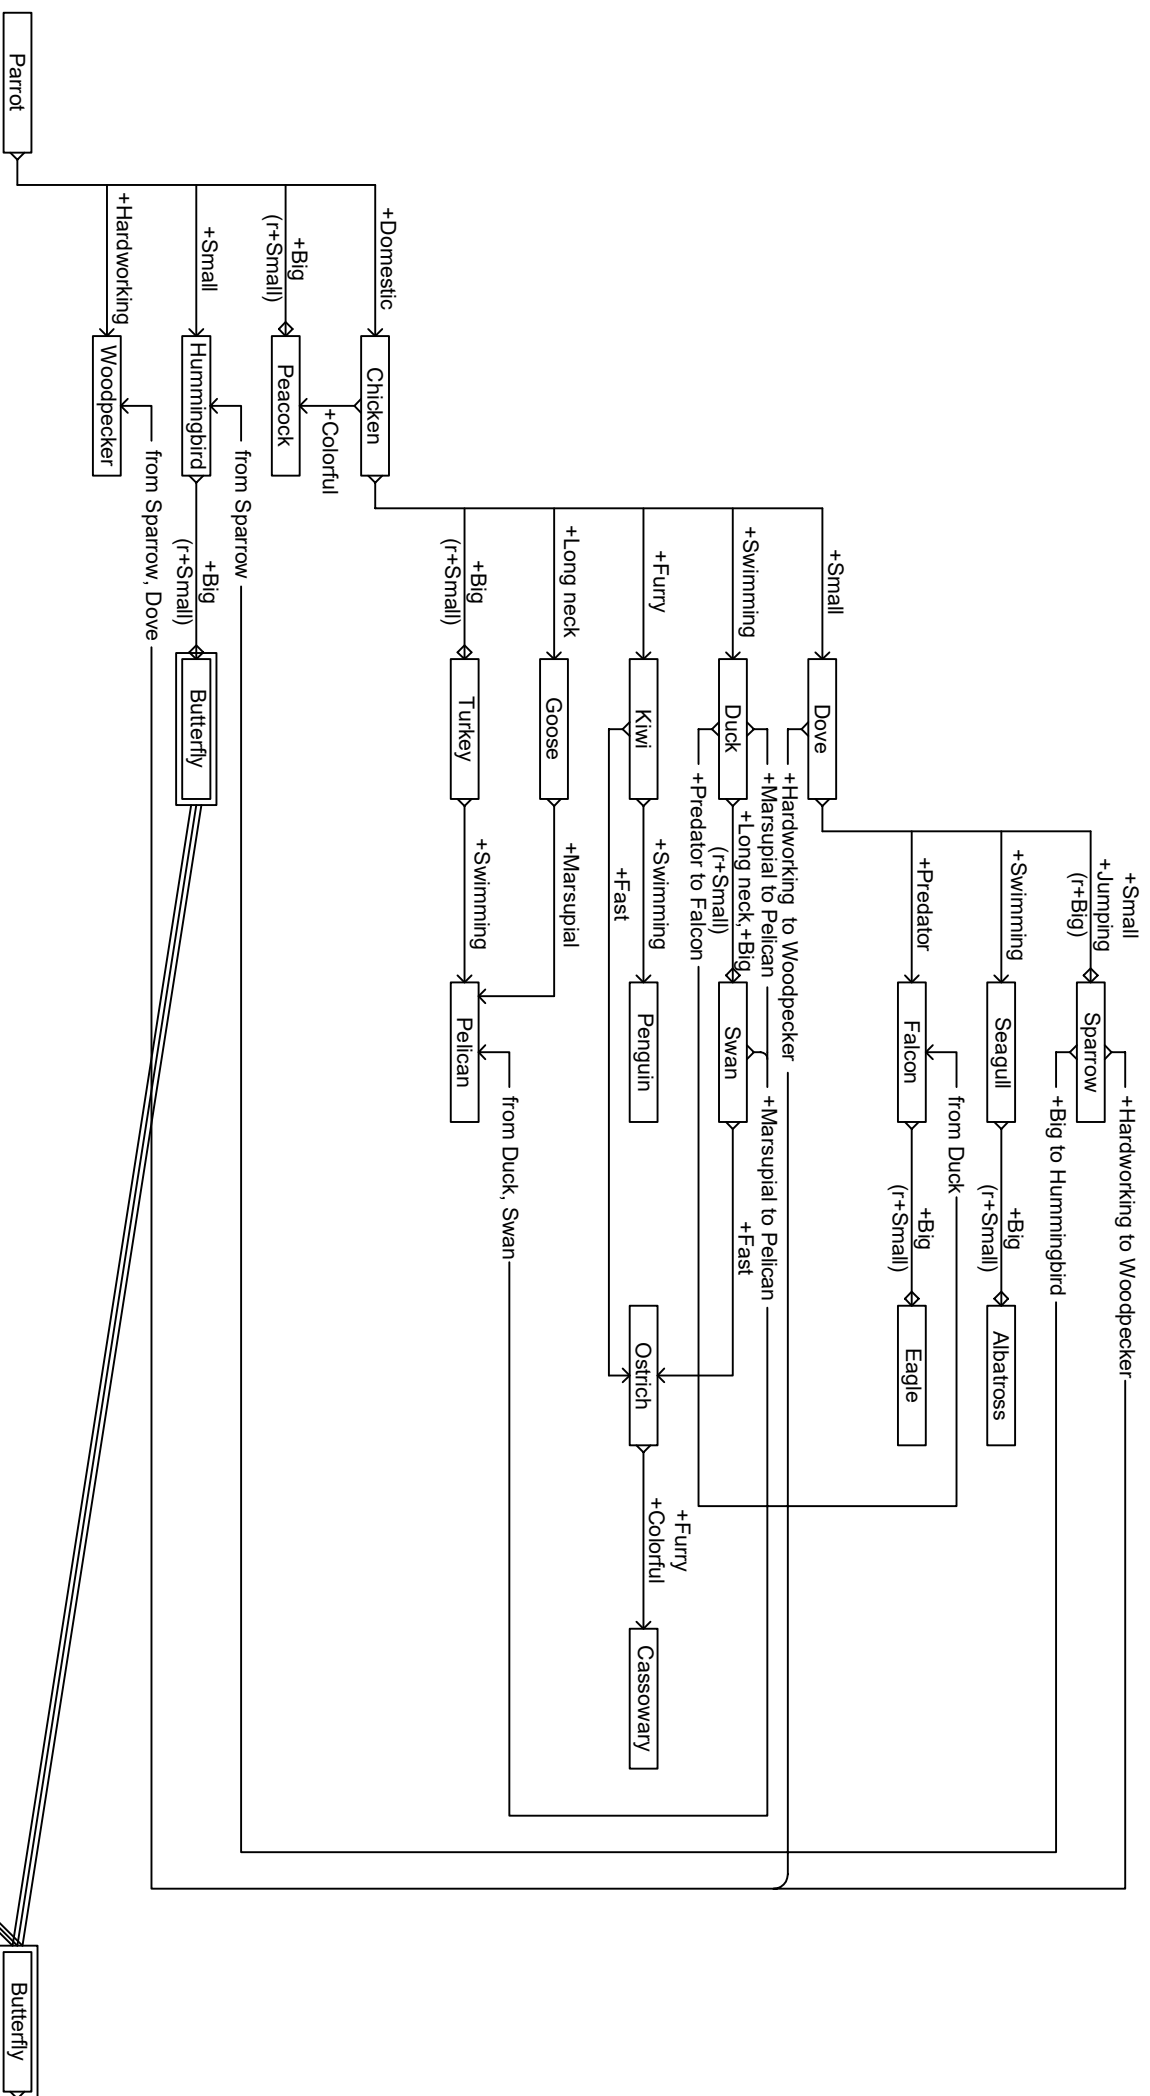 Parrot
+Domestic
+Big
(r+Small)
+Small
+Hardworking
Chicken
+Colorful
Peacock
Hummingbird
Woodpecker
from Sparrow
from Sparrow, Dove
+Small
+Swimming
+Furry
+Long neck
+Big
(r+Small)
+Big
(r+Small)
Dove
Duck
Kiwi
Goose
Turkey
Butterfly
+Small
+Jumping
(r+Big)
+Swimming
+Predator
+Hardworking to Woodpecker
+Marsupial to Pelican
+Long neck,+Big
(r+Small)
+Predator to Falcon
+Swimming
+Fast
+Marsupial
+Swimming
Sparrow
Seagull
Falcon
Swan
Penguin
Pelican
+Hardworking to Woodpecker
+Big to Hummingbird
+Big
(r+Small)
from Duck
+Big
(r+Small)
+Marsupial to Pelican
+Fast
from Duck, Swan
Albatross
Eagle
Ostrich
+Furry
+Colorful
Cassowary
Butterfly